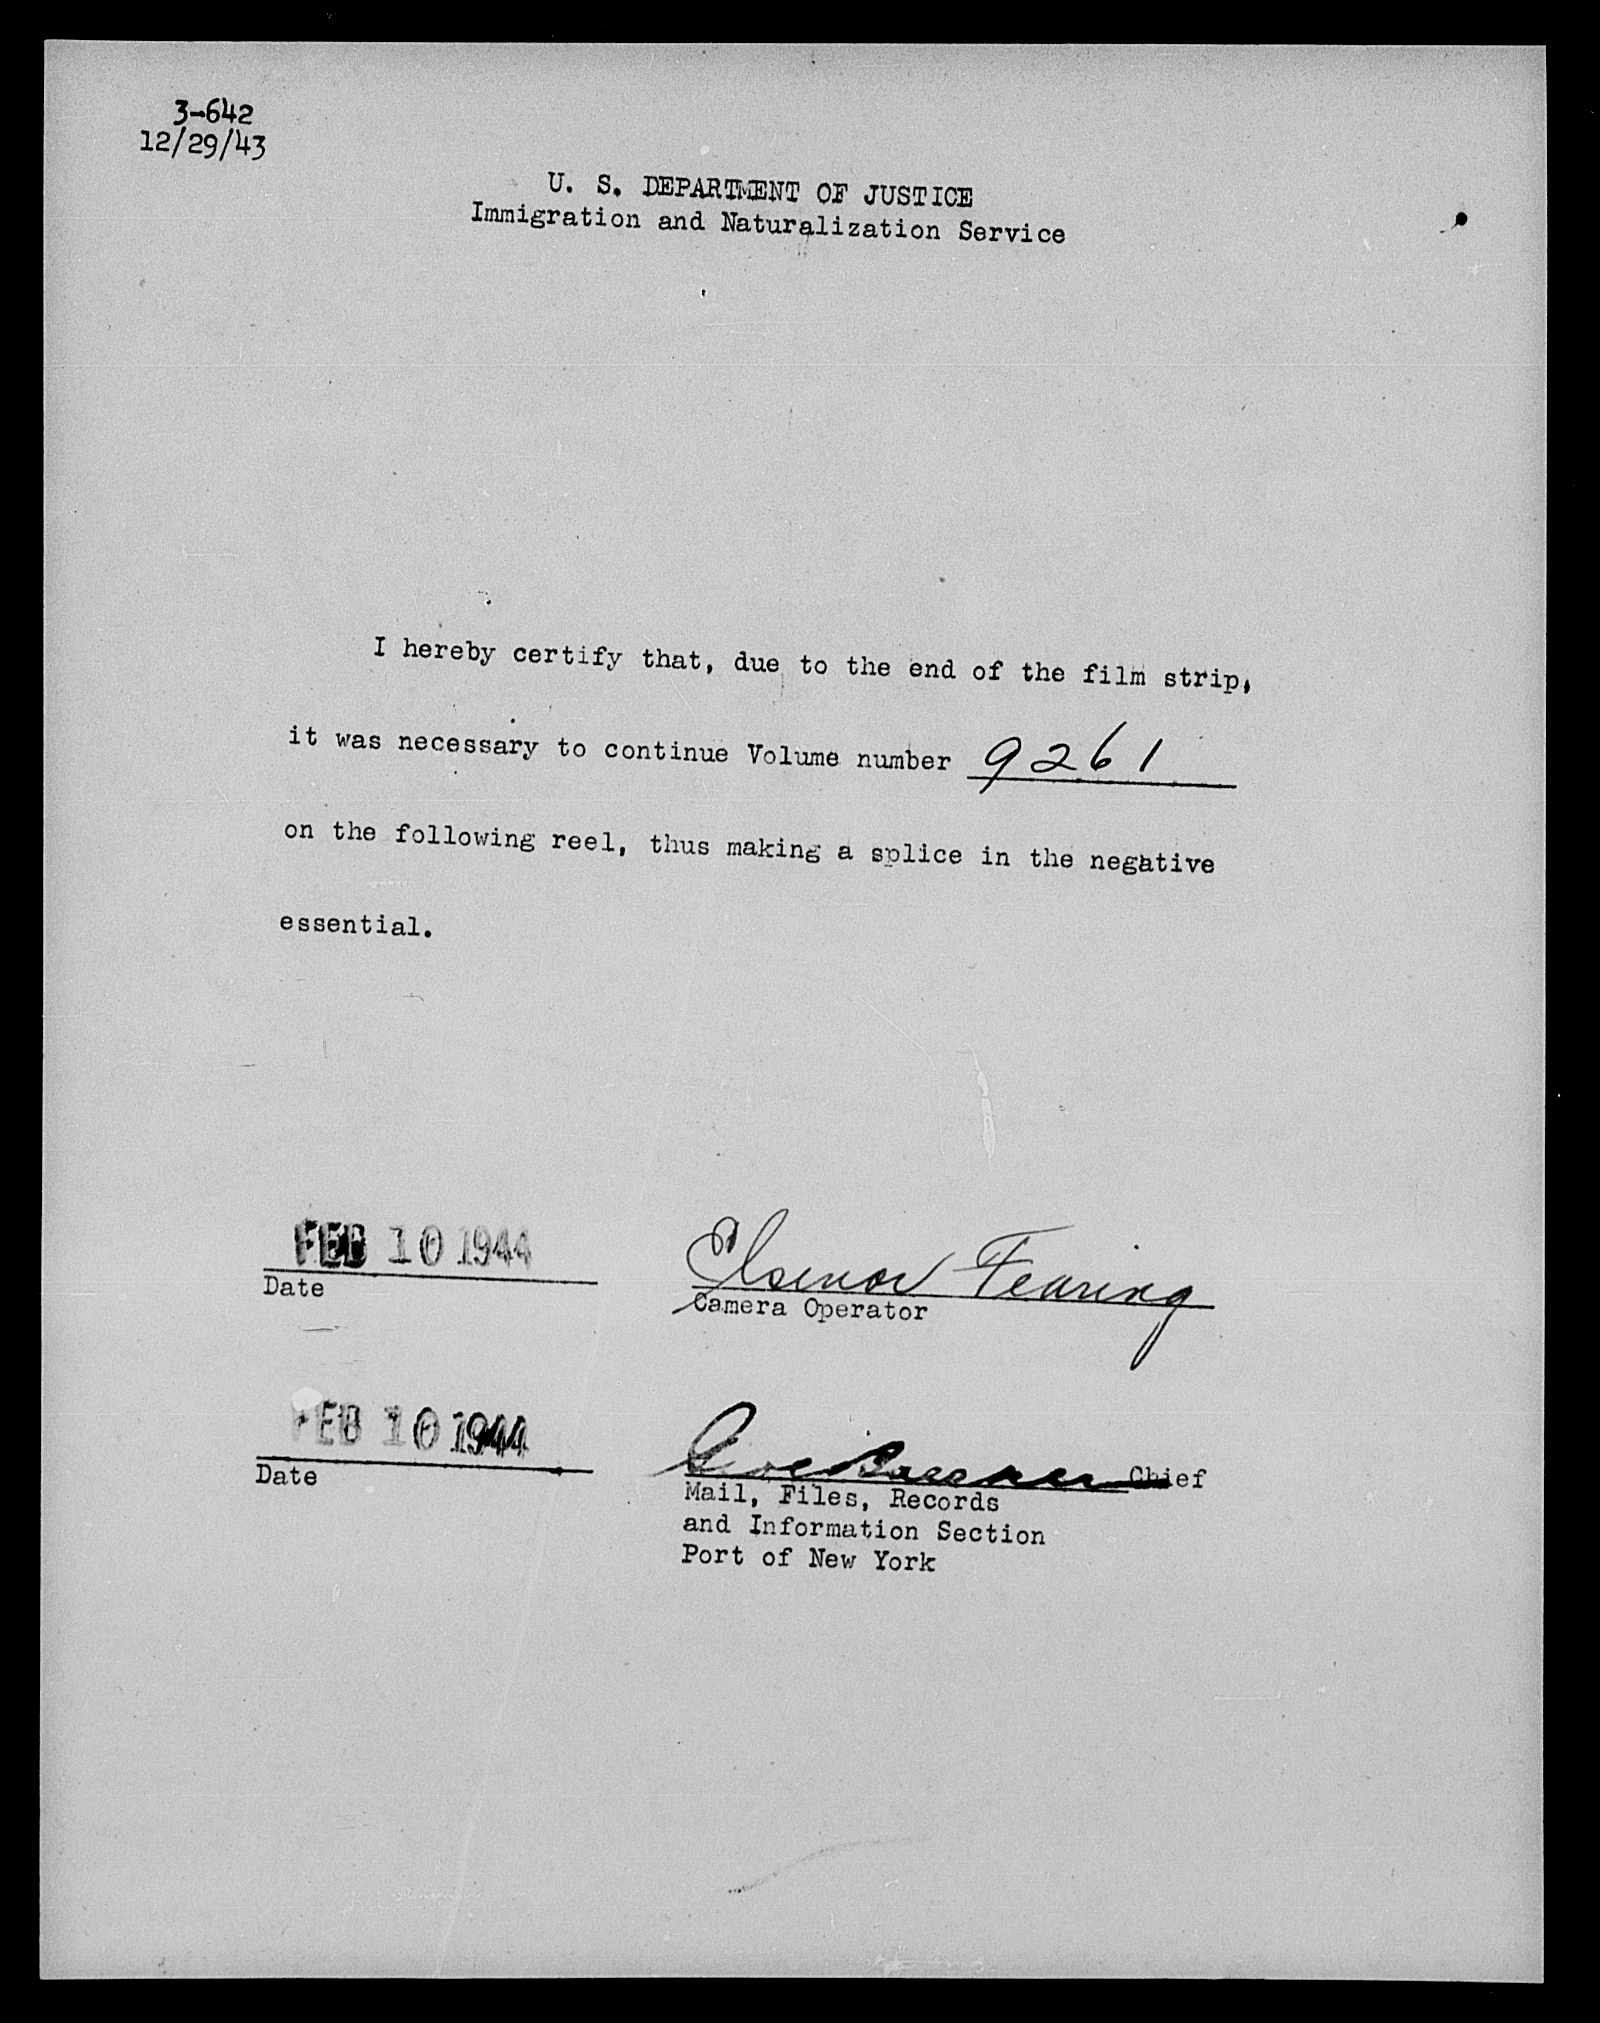 3-642
12/29/43
U. S. DEPARTMENT OF JUSTICE
Immigration and Naturalization Service
I hereby certify that, due to the end of the film strip,
it was necessary to continue Volume number 9261
on the following reel, thus making a splice in the negative
essential.
FEB 10 1944
Date
Elsenor Fearing
Camera Operator
FEB 10 1944
Date
Chief
Mail, Files, Records
and Information Section
Port of New York